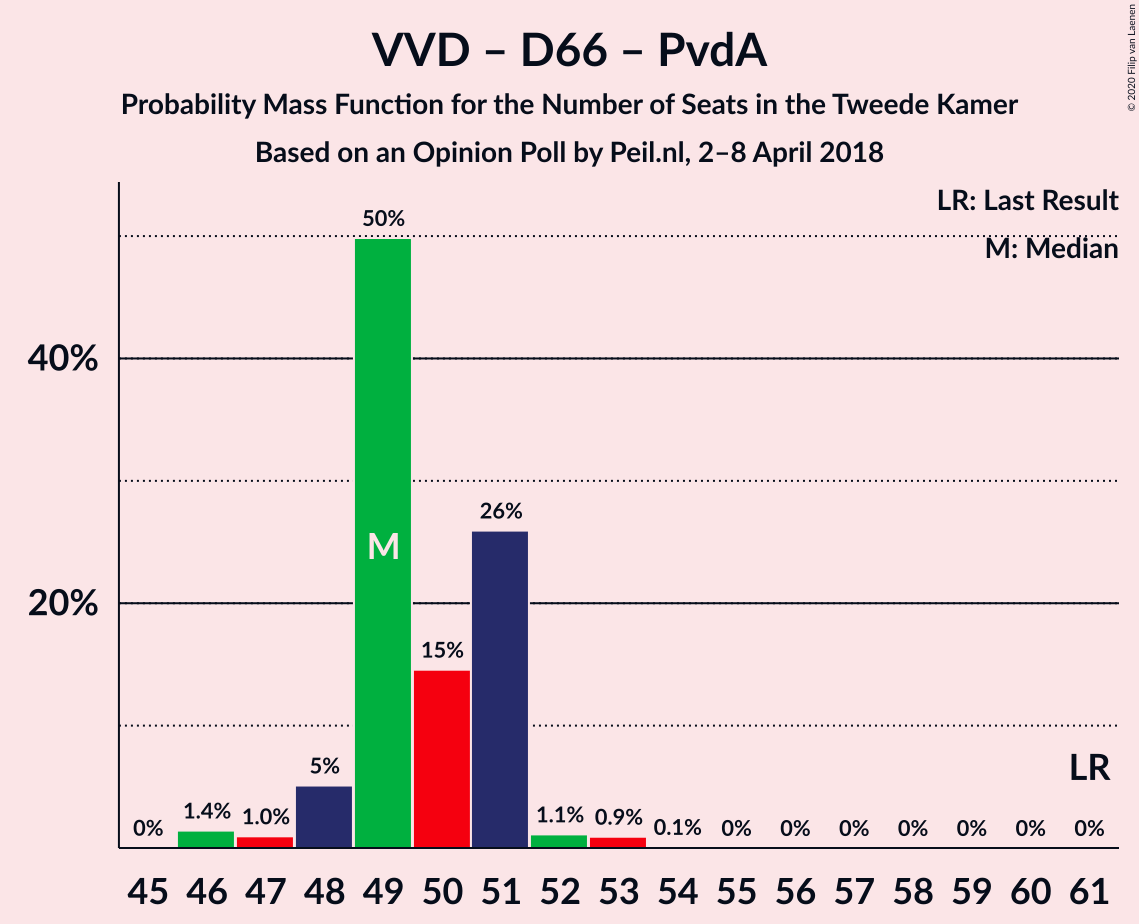 VVD – D66 – PvdA
Probability Mass Function for the Number of Seats in the Tweede Kamer
Based on an Opinion Poll by Peil.nl, 2–8 April 2018
© 2020 Filip van Laenen
LR: Last Result
M: Median
50%
40%
26%
M
20%
15%
LR
5%
0% 1.4% 1.0% 1.1% 0.9% 0.1% 0% 0% 0% 0% 0% 0% 0%
45 46 47 48 49 50 51 52 53 54 55 56 57 58 59 60 61